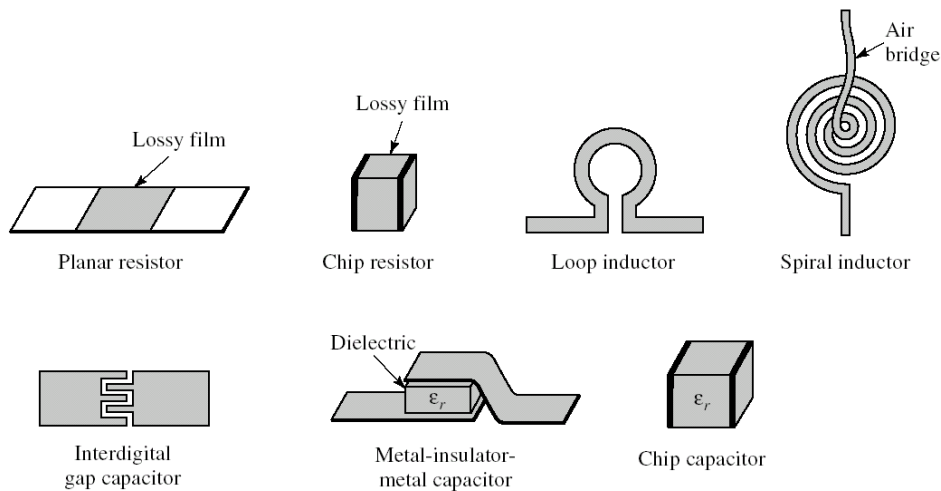 Air
bridge
Lossy film
Lossy film
Planar resistor
Chip resistor
Loop inductor
Spiral inductor
Dielectric
εr
εr
Interdigital
gap capacitor
Metal-insulator-
metal capacitor
Chip capacitor